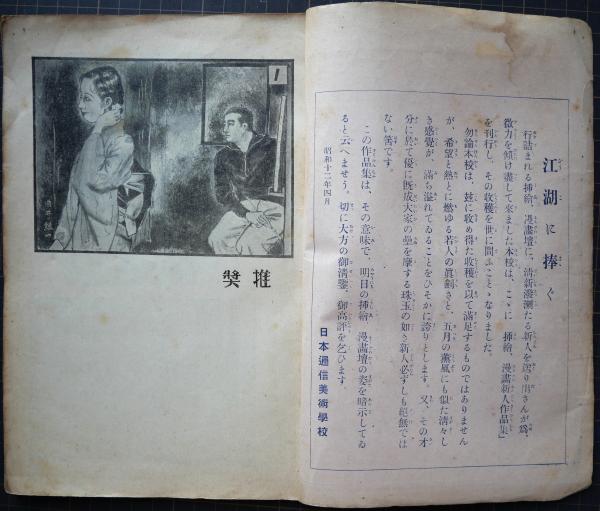 江湖に捧ぐ
行詰まれる挿繪、漫畫壇に、淸新潑溂たる新人を送り出さんが爲、
微力を傾け盡して來ました本校は、こゝに『挿繪、漫畫新人作品集』
を刊行し、その收穫を世に問ふことゝなりました。
勿論本校は、玆に收め得た收穫を以て滿足するものではありません
が、希望と熱とに燃ゆる若人の眞劍さと、五月の薫風にも似た淸々し
き感覺が、滿ち溢れてゐることをひそかに誇りとします。又、その才
分に於て優に旣成大家の壘を摩する珠玉の如き新人必ずしも絕無では
ない筈です。
この作品集は、その意味で、明日の挿繪、漫畫壇の姿を暗示してゐ
ると云へませう。切に大方の御淸鑒、御高評を乞ひます。
昭和十二年四月
日本通信美術學校
1
推奬